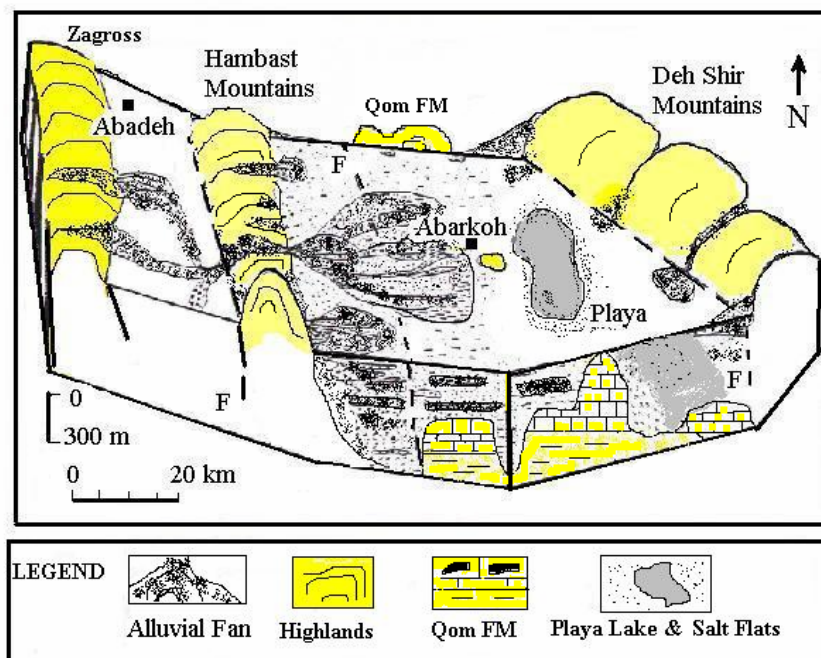 Zagross
Hambast
Mountains
Qom FM
Deh Shir
Mountains
N
Abadeh
F
Abarkoh
Playa
F
F
0
300 m
0 20 km
LEGEND
Alluvial Fan
Highlands
Qom FM
Playa Lake & Salt Flats